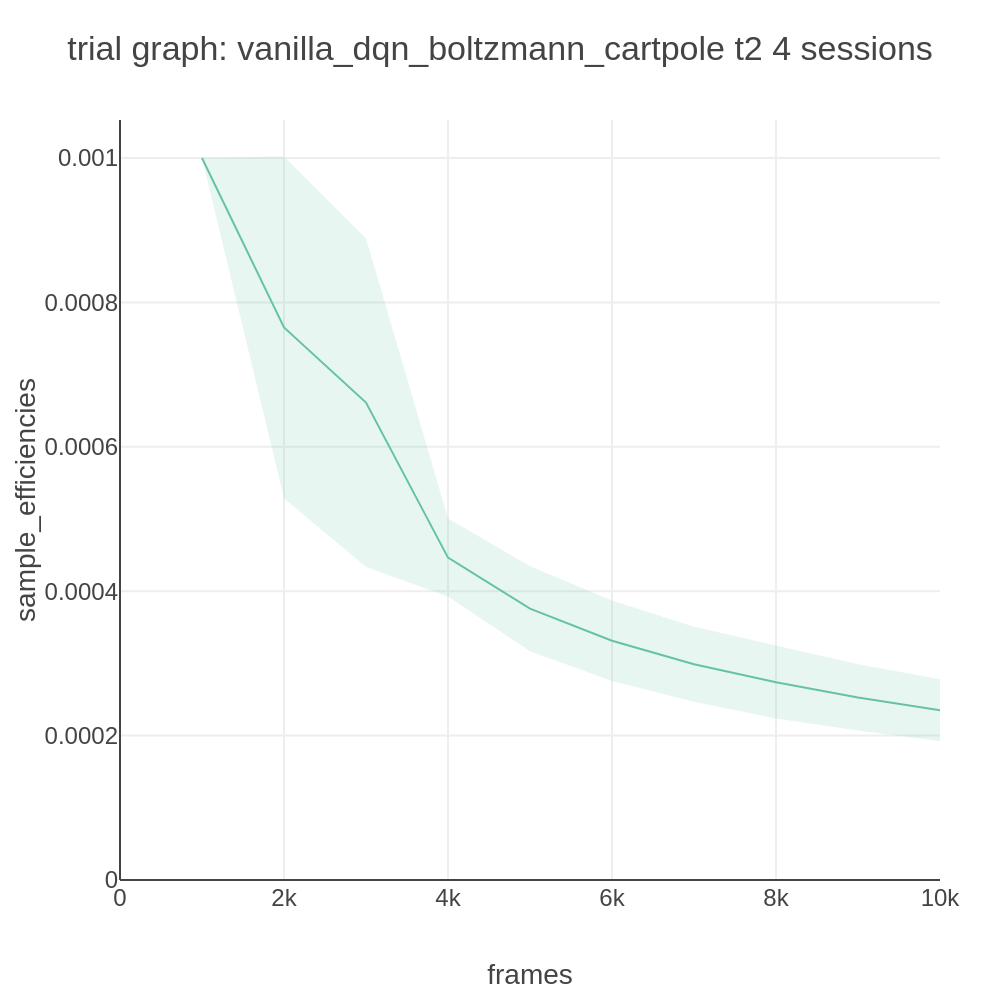 trial graph: vanilla_dqn_boltzmann_cartpole t2 4 sessions
0.001
0.0008
0.0006
0.0004
0.0002
0
sample_efficiencies
0 2k 4k 6k 8k 10k
frames